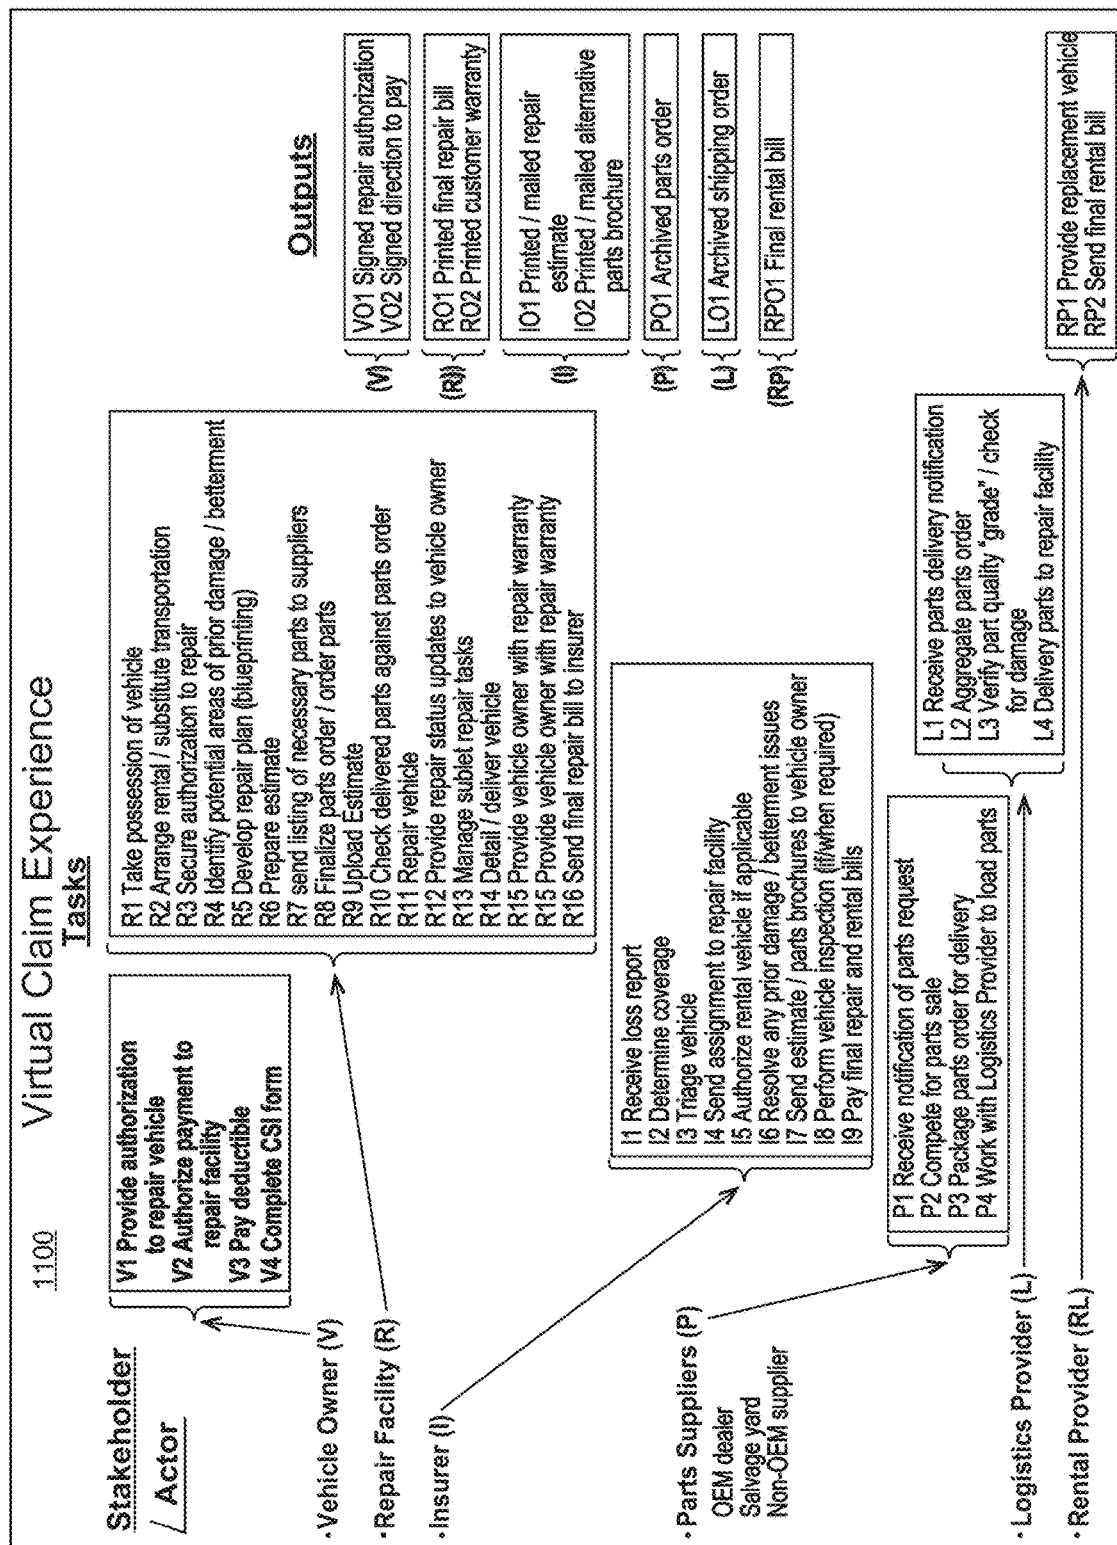 1100
Virtual Claim Experience
Stakeholder
/ Actor
Tasks
Outputs
· Vehicle Owner (V)
· Repair Facility (R)
· Insurer (I)
· Parts Suppliers (P)
OEM dealer
Salvage yard
Non-OEM supplier
· Logistics Provider (L)
· Rental Provider (RL)
V1 Provide authorization
to repair vehicle
V2 Authorize payment to
repair facility
V3 Pay deductible
V4 Complete CSI form
R1 Take possession of vehicle
R2 Arrange rental / substitute transportation
R3 Secure authorization to repair
R4 Identify potential areas of prior damage / betterment
R5 Develop repair plan (blueprinting)
R6 Prepare estimate
R7 send listing of necessary parts to suppliers
R8 Finalize parts order / order parts
R9 Upload Estimate
R10 Check delivered parts against parts order
R11 Repair vehicle
R12 Provide repair status updates to vehicle owner
R13 Manage sublet repair tasks
R14 Detail / deliver vehicle
R15 Provide vehicle owner with repair warranty
R15 Provide vehicle owner with repair warranty
R16 Send final repair bill to insurer
I1 Receive loss report
I2 Determine coverage
I3 Triage vehicle
I4 Send assignment to repair facility
I5 Authorize rental vehicle if applicable
I6 Resolve any prior damage / betterment issues
I7 Send estimate / parts brochures to vehicle owner
I8 Perform vehicle inspection (if/when required)
I9 Pay final repair and rental bills
P1 Receive notification of parts request
P2 Compete for parts sale
P3 Package parts order for delivery
P4 Work with Logistics Provider to load parts
L1 Receive parts delivery notification
L2 Aggregate parts order
L3 Verify part quality "grade" / check
for damage
L4 Delivery parts to repair facility
RP1 Provide replacement vehicle
RP2 Send final rental bill
(V)
VO1 Signed repair authorization
VO2 Signed direction to pay
(R))
RO1 Printed final repair bill
RO2 Printed customer warranty
(I)
IO1 Printed / mailed repair
estimate
IO2 Printed / mailed alternative
parts brochure
(P)
PO1 Archived parts order
(L)
LO1 Archived shipping order
(RP)
RPO1 Final rental bill